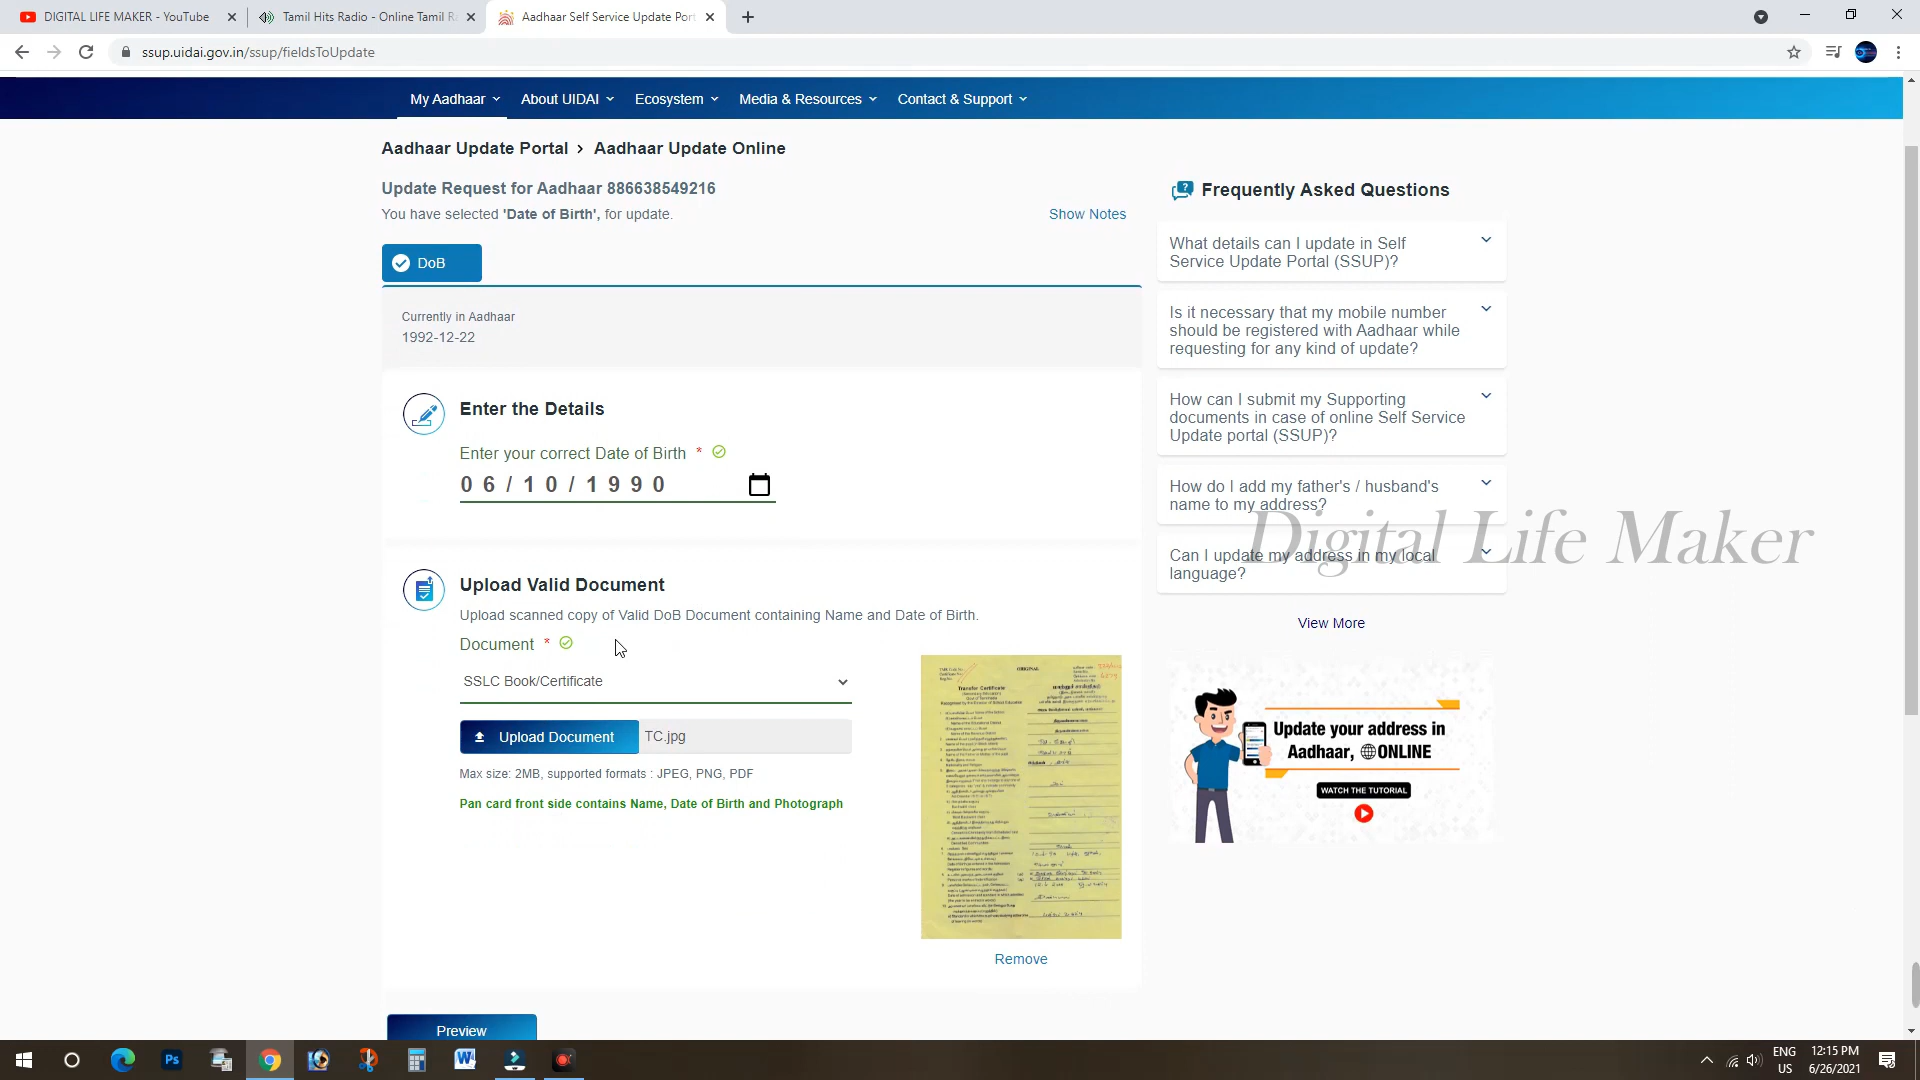 DIGITAL LIFE MAKER - YouTube
Tamil Hits Radio - Online Tamil Ra
Aadhaar Self Service Update Port
ssup.uidai.gov.in/ssup/fieldsToUpdate
My Aadhaar
About UIDAI
Ecosystem
Media & Resources
Contact & Support
Aadhaar Update Portal › Aadhaar Update Online
Update Request for Aadhaar 886638549216
You have selected 'Date of Birth', for update.
Show Notes
DoB
Currently in Aadhaar
1992-12-22
Enter the Details
Enter your correct Date of Birth *
06/10/1990
Upload Valid Document
Upload scanned copy of Valid DoB Document containing Name and Date of Birth.
Document *
SSLC Book/Certificate
Upload Document
TC.jpg
Max size: 2MB, supported formats : JPEG, PNG, PDF
Pan card front side contains Name, Date of Birth and Photograph
ORIGINAL
Transfer Certificate
Remove
Preview
Frequently Asked Questions
What details can I update in Self
Service Update Portal (SSUP)?
Is it necessary that my mobile number
should be registered with Aadhaar while
requesting for any kind of update?
How can I submit my Supporting
documents in case of online Self Service
Update portal (SSUP)?
How do I add my father's / husband's
name to my address?
Digital Life Maker
Can I update my address in my local
language?
View More
Update your address in
Aadhaar, ONLINE
WATCH THE TUTORIAL
Ps
W
ENG
US
12:15 PM
6/26/2021